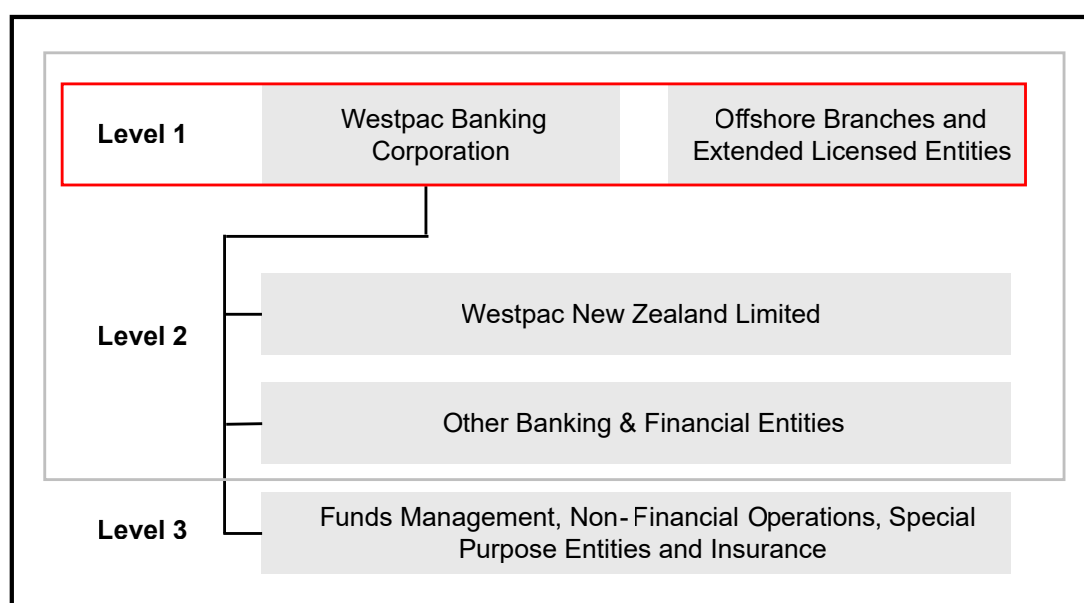 Level 1
Westpac Banking
Corporation
Offshore Branches and
Extended Licensed Entities
Level 2
Westpac New Zealand Limited
Other Banking & Financial Entities
Level 3
Funds Management, Non-Financial Operations, Special
Purpose Entities and Insurance